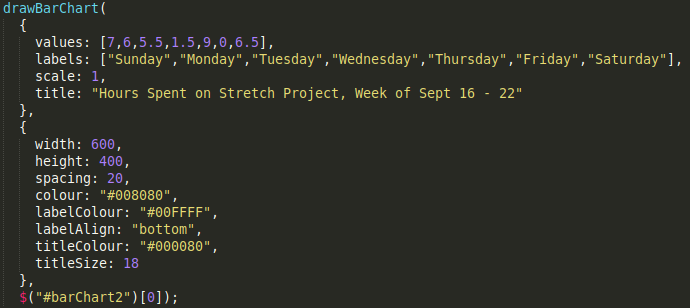 drawBarChart(
  {
    values: [7,6,5.5,1.5,9,0,6.5],
    labels: ["Sunday","Monday","Tuesday","Wednesday","Thursday","Friday","Saturday"],
    scale: 1,
    title: "Hours Spent on Stretch Project, Week of Sept 16 - 22"
  },
  {
    width: 600,
    height: 400,
    spacing: 20,
    colour: "#008080",
    labelColour: "#00FFFF",
    labelAlign: "bottom",
    titleColour: "#000080",
    titleSize: 18
  },
  $("#barChart2")[0]);